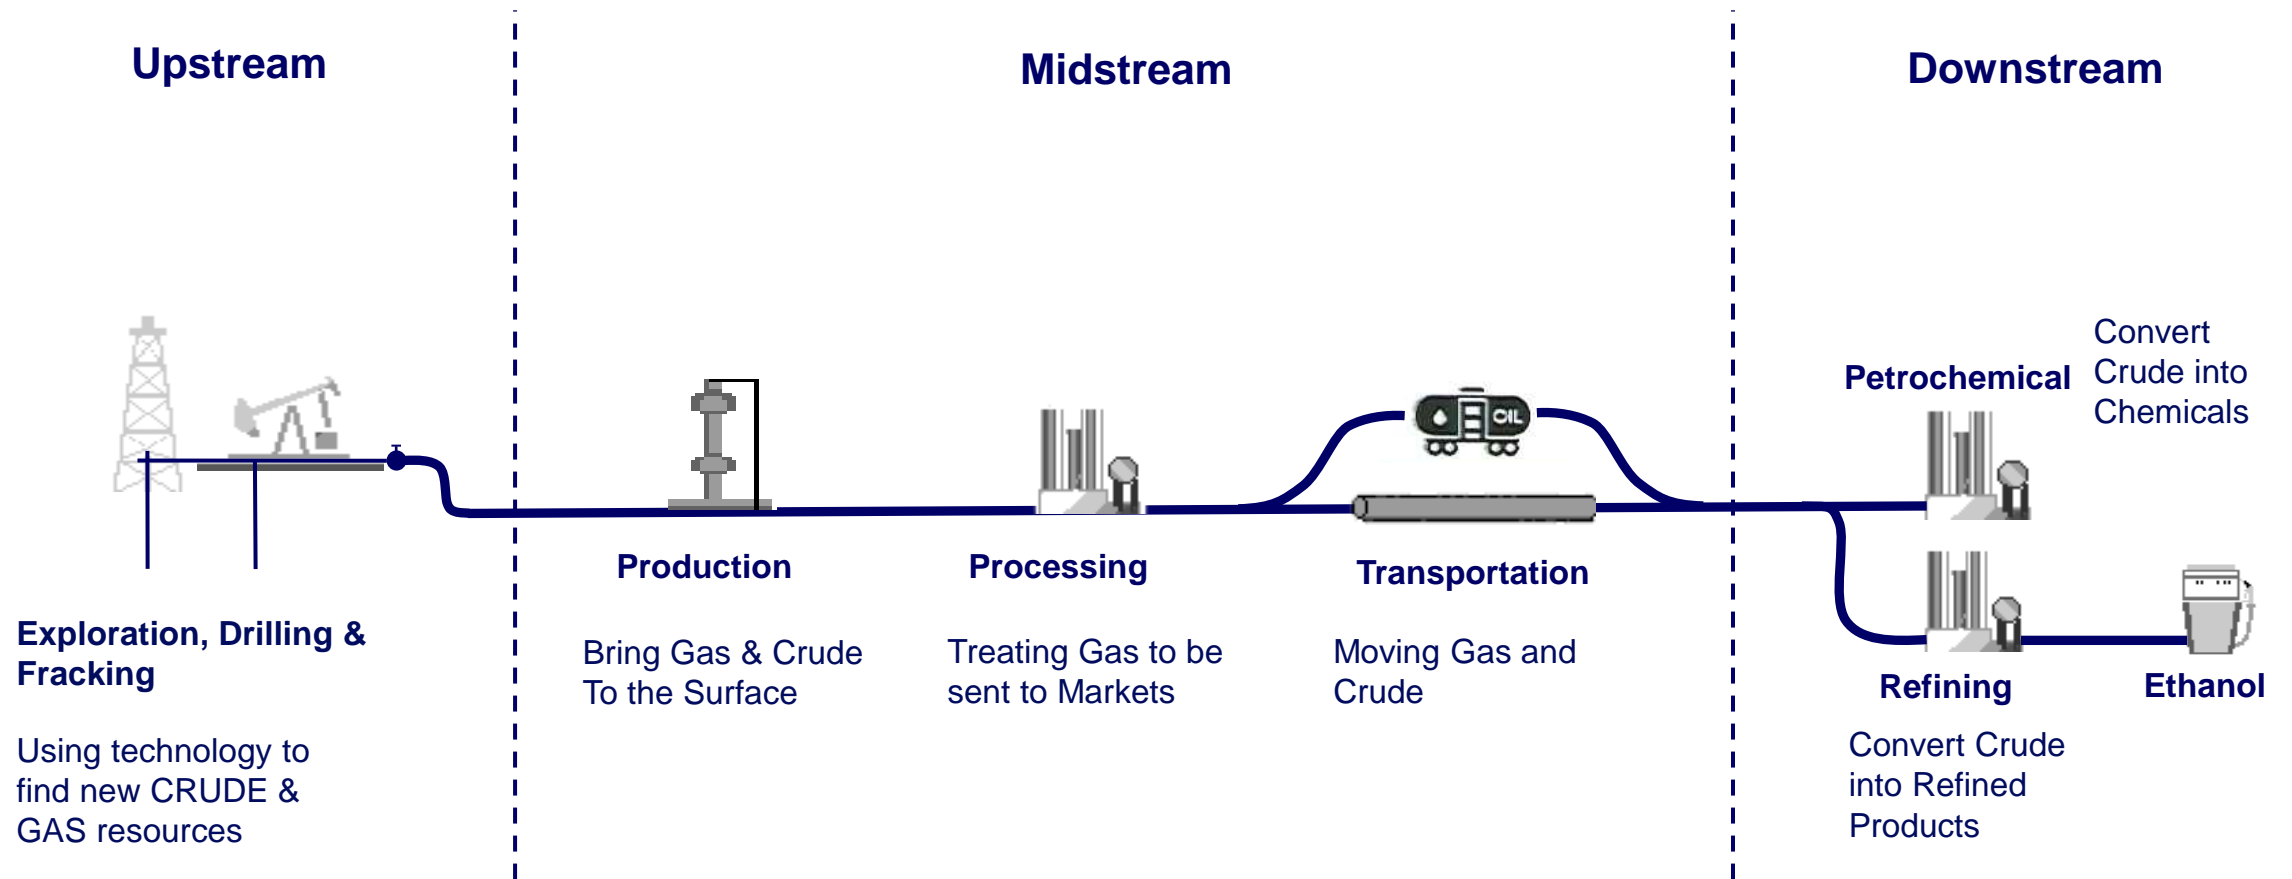 Upstream
Midstream
Downstream
Exploration, Drilling &
Fracking
Using technology to
find new CRUDE &
GAS resources
Production
Bring Gas & Crude
To the Surface
Processing
Treating Gas to be
sent to Markets
OIL
Transportation
Moving Gas and
Crude
Petrochemical
Convert
Crude into
Chemicals
Refining
Convert Crude
into Refined
Products
Ethanol